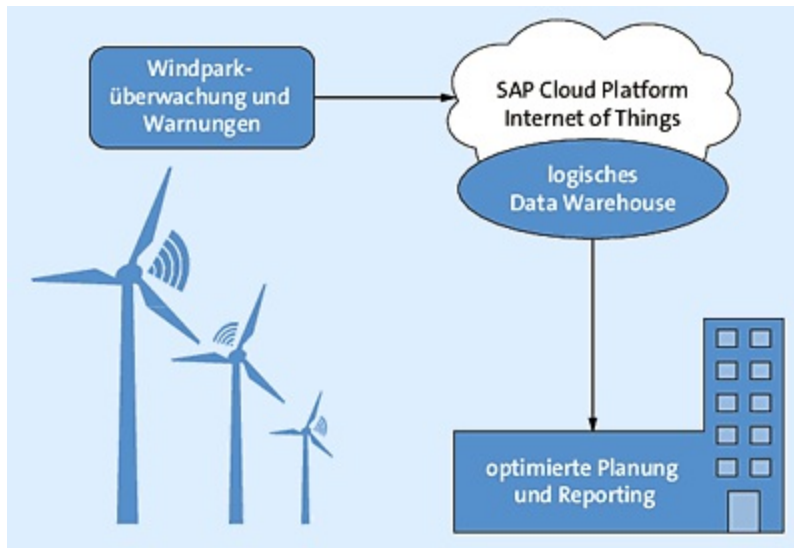 Windpark-
überwachung und
Warnungen
SAP Cloud Platform
Internet of Things
logisches
Data Warehouse
optimierte Planung
und Reporting